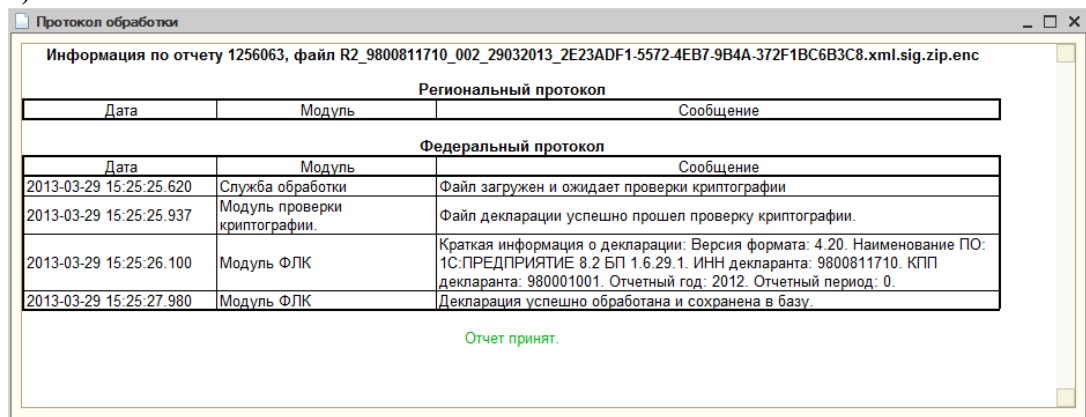 Протокол обработки
Информация по отчету 1256063, файл R2_9800811710_002_29032013_2E23ADF1-5572-4EB7-9B4A-372F1BC6B3C8.xml.sig.zip.enc
Региональный протокол
Дата Модуль Сообщение
Федеральный протокол
Дата Модуль Сообщение
2013-03-29 15:25:25.620 Служба обработки Файл загружен и ожидает проверки криптографии
2013-03-29 15:25:25.937 Модуль проверки
криптографии. Файл декларации успешно прошел проверку криптографии.
2013-03-29 15:25:26.100 Модуль ФЛК Краткая информация о декларации: Версия формата: 4.20. Наименование ПО:
1С:ПРЕДПРИЯТИЕ 8.2 БП 1.6.29.1. ИНН декларанта: 9800811710. КПП
декларанта: 980001001. Отчетный год: 2012. Отчетный период: 0.
2013-03-29 15:25:27.980 Модуль ФЛК Декларация успешно обработана и сохранена в базу.
Отчет принят.